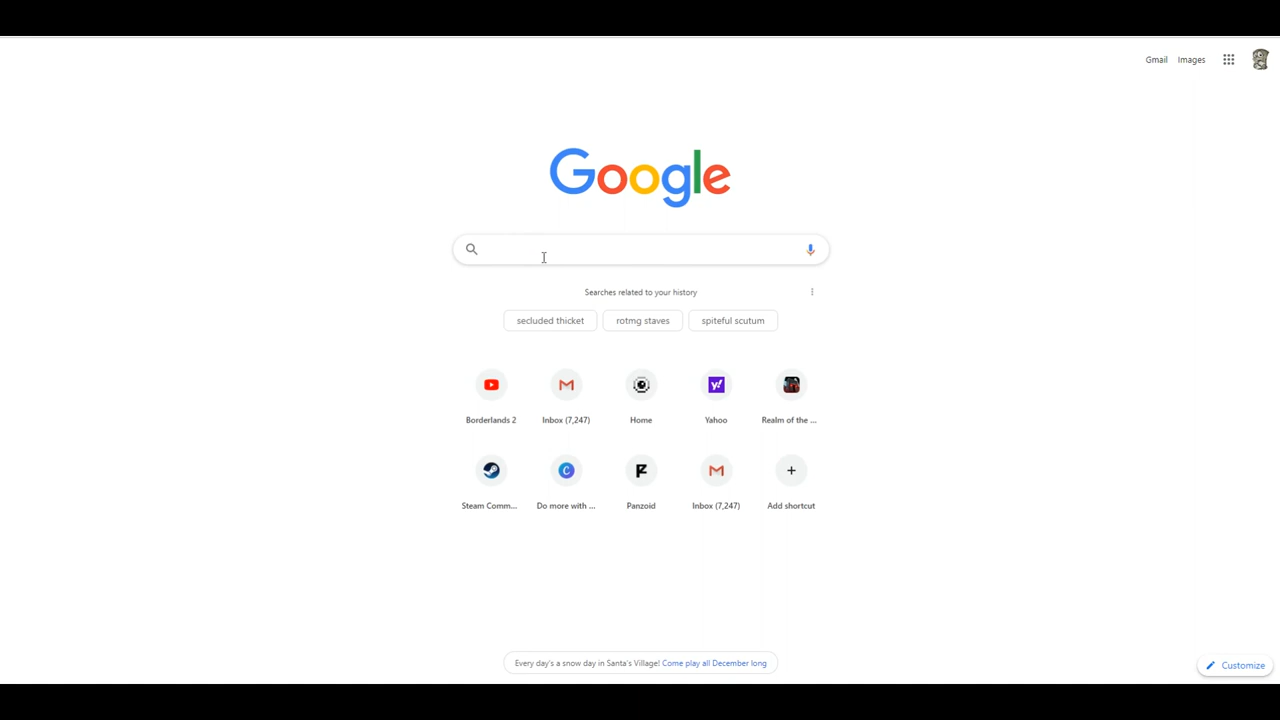 Gmail Images
Google
Searches related to your history
secluded thicket rotmg staves spiteful scutum
y!
Borderlands 2 Inbox (7,247) Home Yahoo Realm of the ...
C
Steam Comm... Do more with ... Panzoid Inbox (7,247) Add shortcut
Every day's a snow day in Santa's Village! Come play all December long
Customize